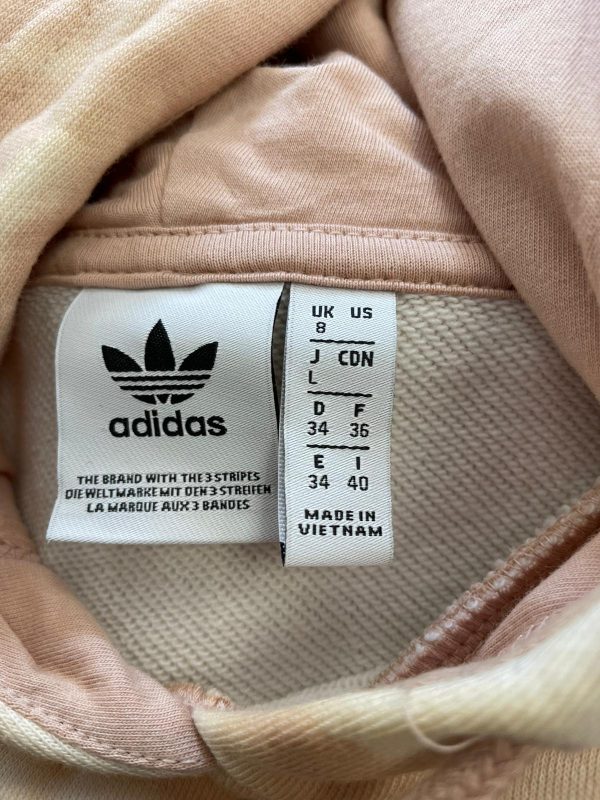 adidas
THE BRAND WITH THE 3 STRIPES
DIE WELTMARKE MIT DEN 3 STREIFEN
LA MARQUE AUX 3 BANDES
UK US
8
J CDN
L
D F
34 36
E I
34 40
MADE IN
VIETNAM